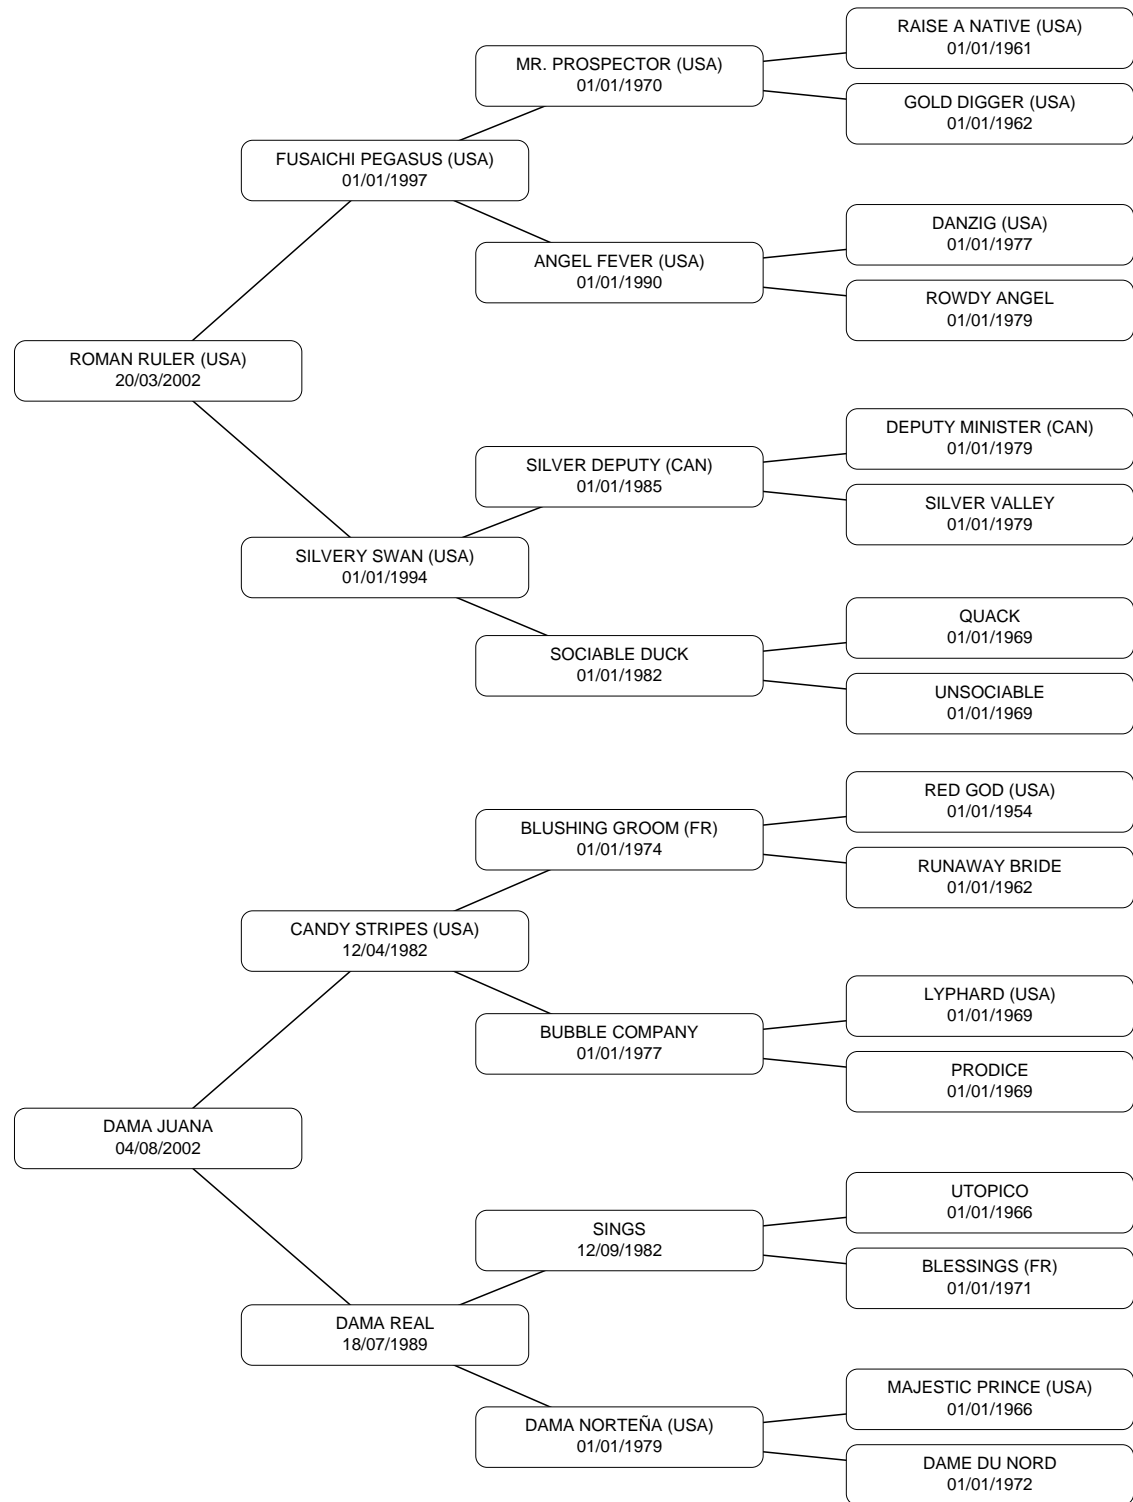 RAISE A NATIVE (USA)
01/01/1961
MR. PROSPECTOR (USA)
01/01/1970
GOLD DIGGER (USA)
01/01/1962
FUSAICHI PEGASUS (USA)
01/01/1997
DANZIG (USA)
01/01/1977
ANGEL FEVER (USA)
01/01/1990
ROWDY ANGEL
01/01/1979
ROMAN RULER (USA)
20/03/2002
DEPUTY MINISTER (CAN)
01/01/1979
SILVER DEPUTY (CAN)
01/01/1985
SILVER VALLEY
01/01/1979
SILVERY SWAN (USA)
01/01/1994
QUACK
01/01/1969
SOCIABLE DUCK
01/01/1982
UNSOCIABLE
01/01/1969
RED GOD (USA)
01/01/1954
BLUSHING GROOM (FR)
01/01/1974
RUNAWAY BRIDE
01/01/1962
CANDY STRIPES (USA)
12/04/1982
LYPHARD (USA)
01/01/1969
BUBBLE COMPANY
01/01/1977
PRODICE
01/01/1969
DAMA JUANA
04/08/2002
UTOPICO
01/01/1966
SINGS
12/09/1982
BLESSINGS (FR)
01/01/1971
DAMA REAL
18/07/1989
MAJESTIC PRINCE (USA)
01/01/1966
DAMA NORTEÑA (USA)
01/01/1979
DAME DU NORD
01/01/1972